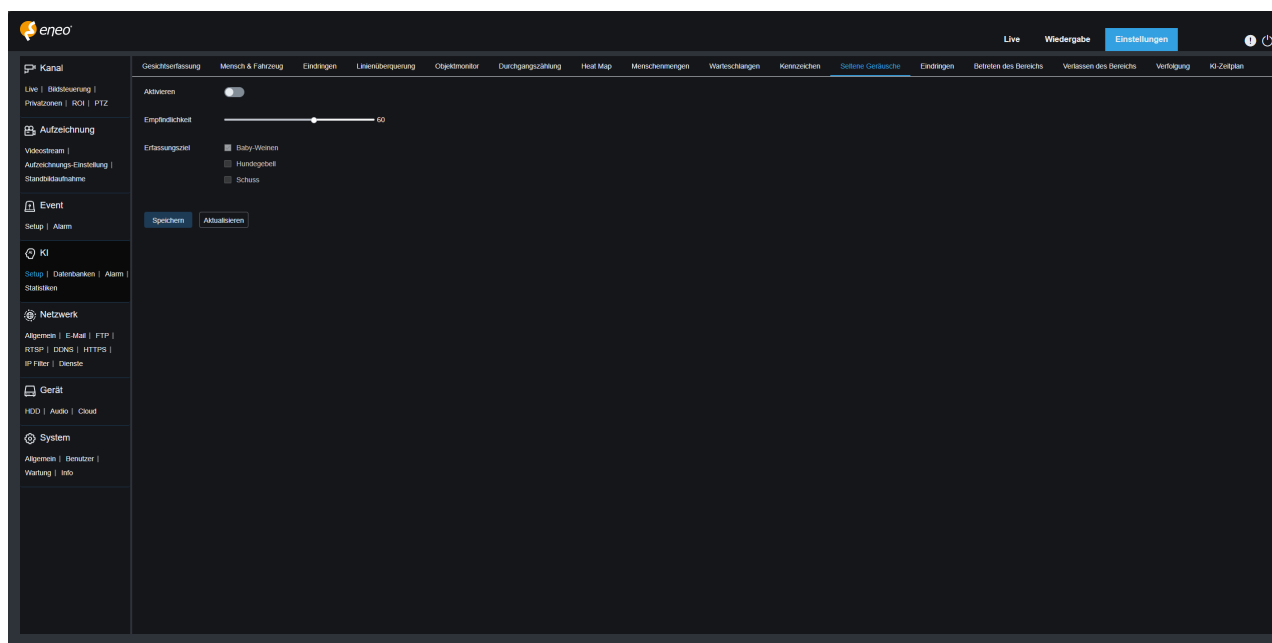 eneo
Live Wiedergabe Einstellungen
Kanal
Live | Bildsteuerung |
Privatzonen | ROI | PTZ
Aufzeichnung
Videostream |
Aufzeichnungs-Einstellung |
Standbildaufnahme
Event
Setup | Alarm
KI
Setup | Datenbanken | Alarm |
Statistiken
Netzwerk
Allgemein | E-Mail | FTP |
RTSP | DDNS | HTTPS |
IP Filter | Dienste
Gerät
HDD | Audio | Cloud
System
Allgemein | Benutzer |
Wartung | Info
Gesichtserfassung Mensch & Fahrzeug Eindringen Linienüberquerung Objektmonitor Durchgangszählung Heat Map Menschenmengen Warteschlangen Kennzeichen Seltene Geräusche Eindringen Betreten des Bereichs Verlassen des Bereichs Verfolgung KI-Zeitplan
Aktivieren
Empfindlichkeit 60
Erfassungsziel Baby-Weinen
Hundegebell
Schuss
Speichern Aktualisieren